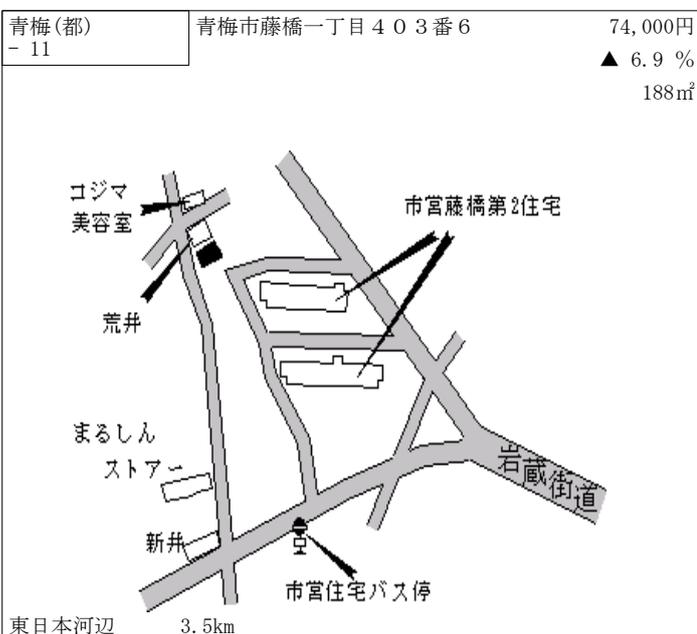 青梅(都)
- 11
青梅市藤橋一丁目４０３番６
74,000円
▲ 6.9 %
188㎡
コジマ
美容室
市営藤橋第2住宅
荒井
まるしん
ストアー
岩蔵街道
新井
市営住宅バス停
東日本河辺 3.5km